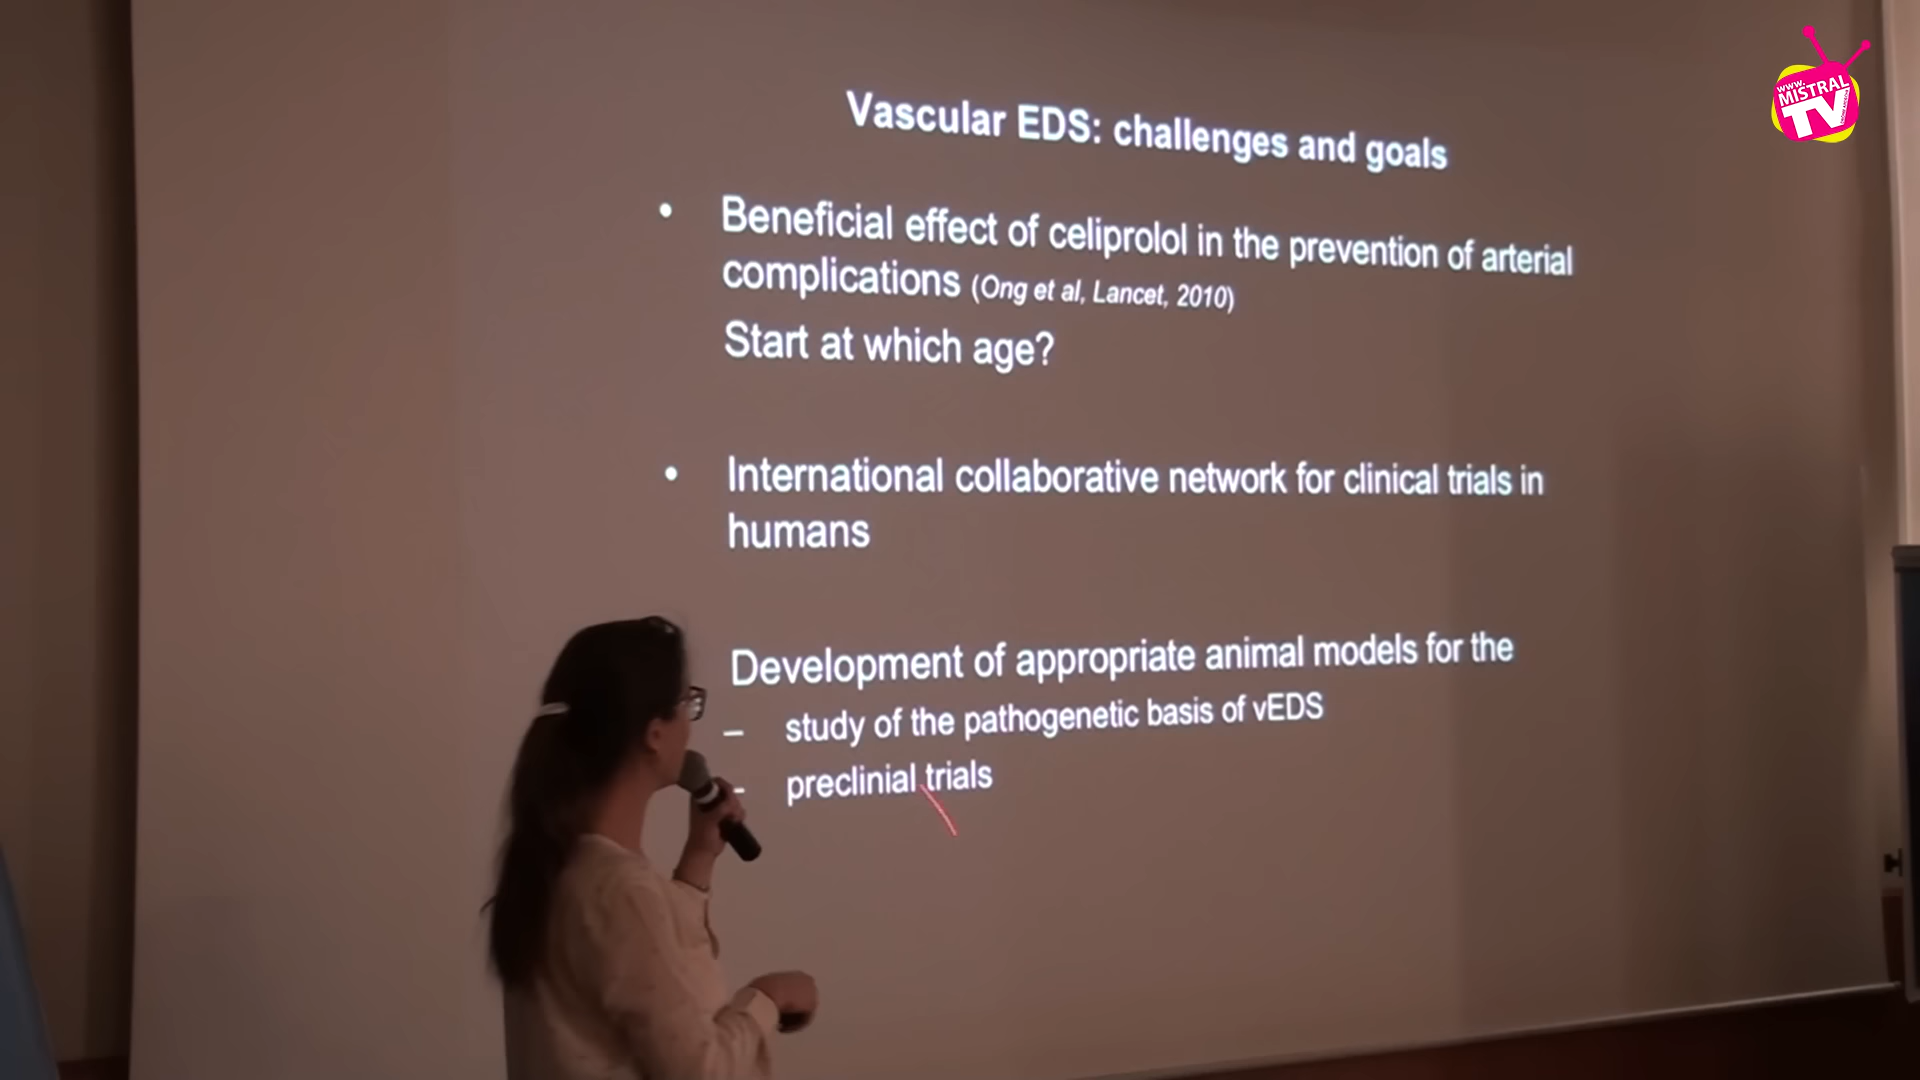 Vascular EDS: challenges and goals
• Beneficial effect of celiprolol in the prevention of arterial
complications (Ong et al, Lancet, 2010)
Start at which age?
• International collaborative network for clinical trials in
humans
Development of appropriate animal models for the
– study of the pathogenetic basis of vEDS
- preclinial trials
www.
MISTRAL
TV